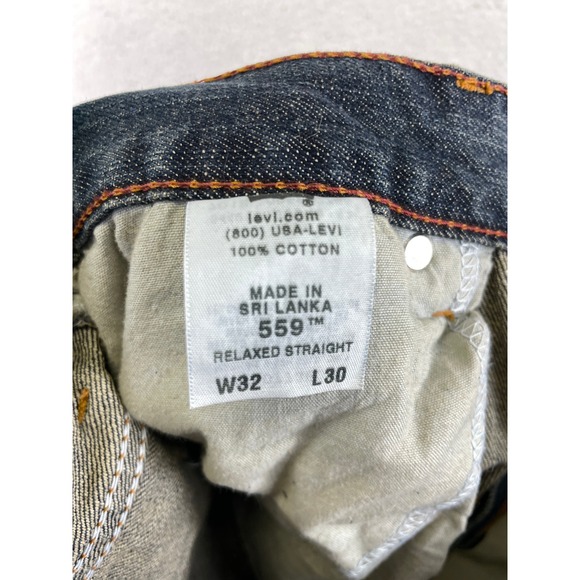 ®
levi.com
(800) USA-LEVI
100% COTTON
MADE IN
SRI LANKA
559™
RELAXED STRAIGHT
W32 L30